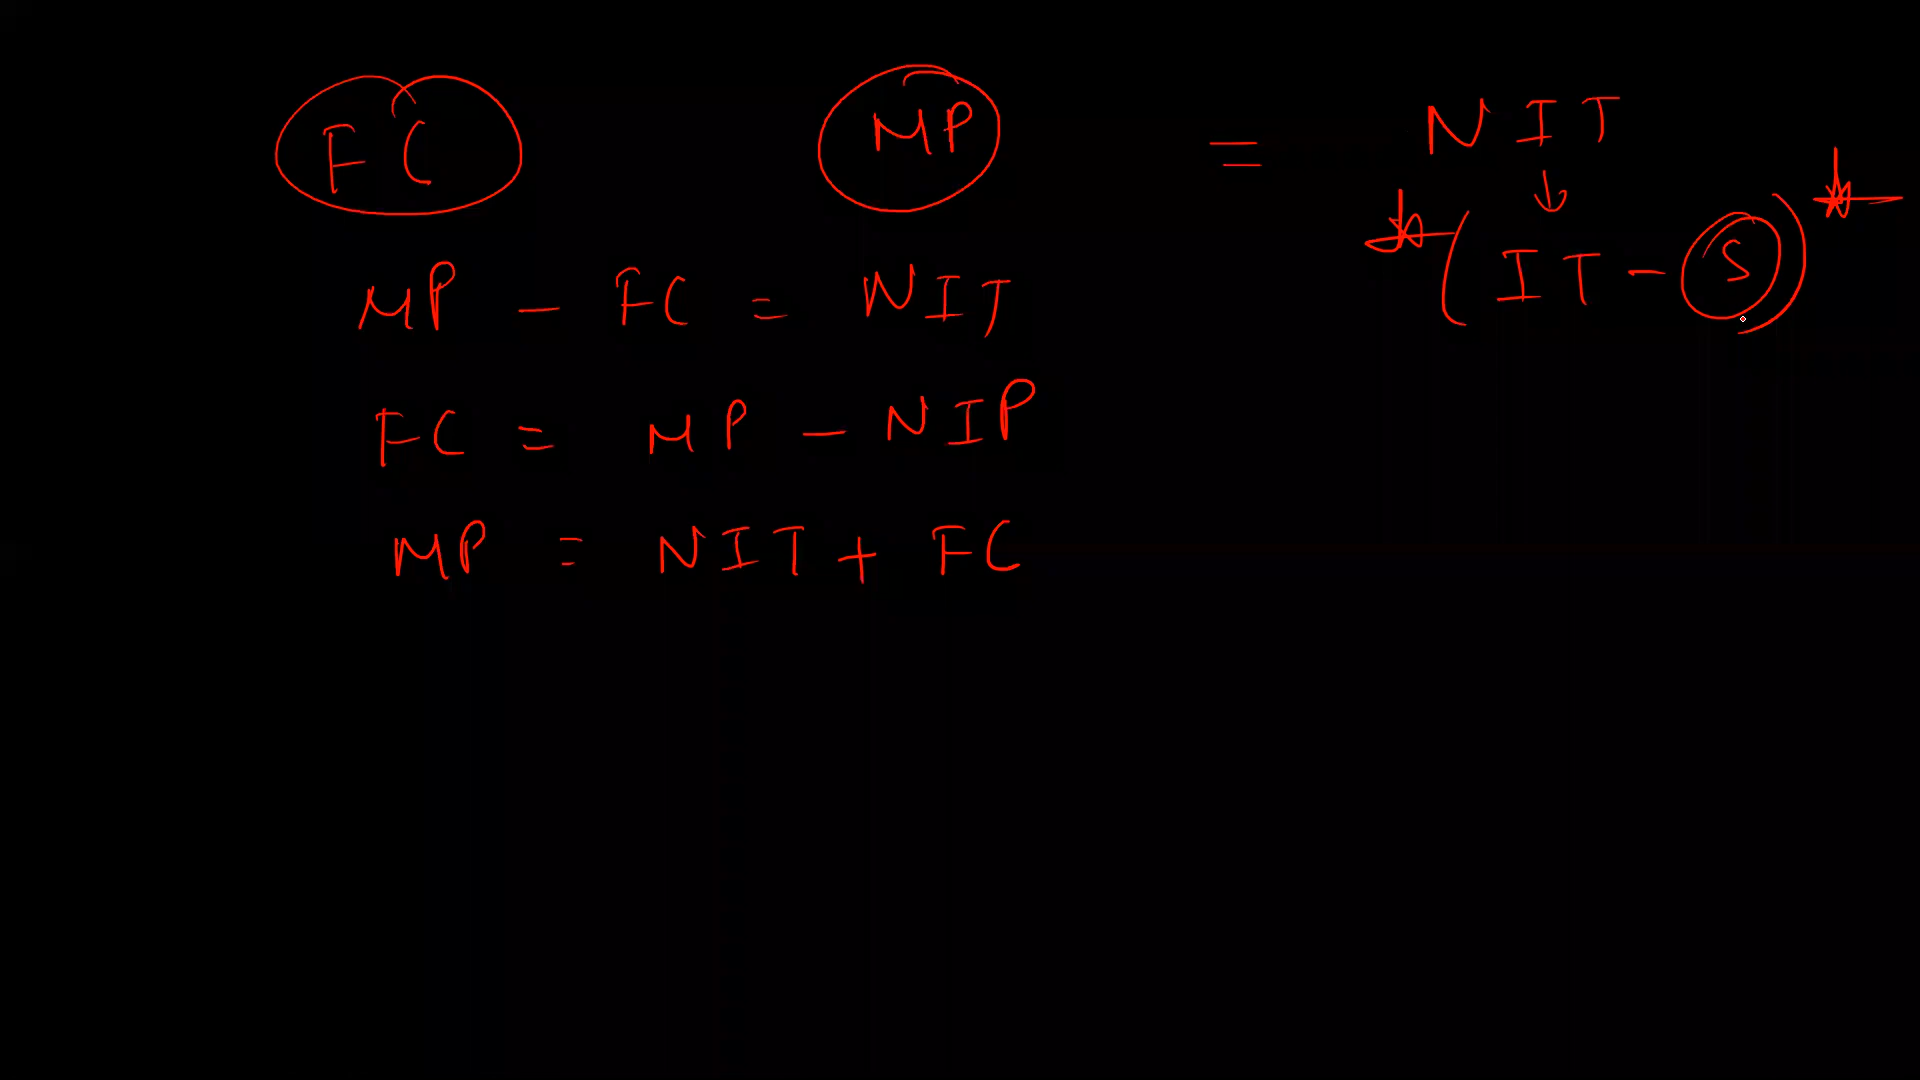 FC MP = NIT
(IT - S)
MP - FC = NIT
FC = MP - NIP
MP = NIT + FC